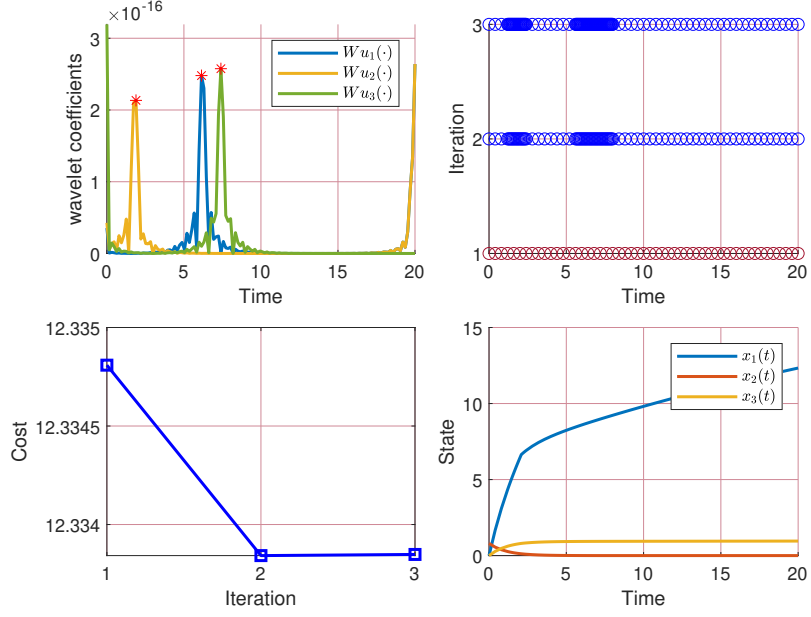 ×10⁻¹⁶
3
2
1
0
wavelet coefficients
0
5
10
15
20
Time
Wu₁(·)
Wu₂(·)
Wu₃(·)
3
2
1
Iteration
0
5
10
15
20
Time
12.335
12.3345
12.334
Cost
1
2
3
Iteration
15
10
5
0
State
0
5
10
15
20
Time
x₁(t)
x₂(t)
x₃(t)